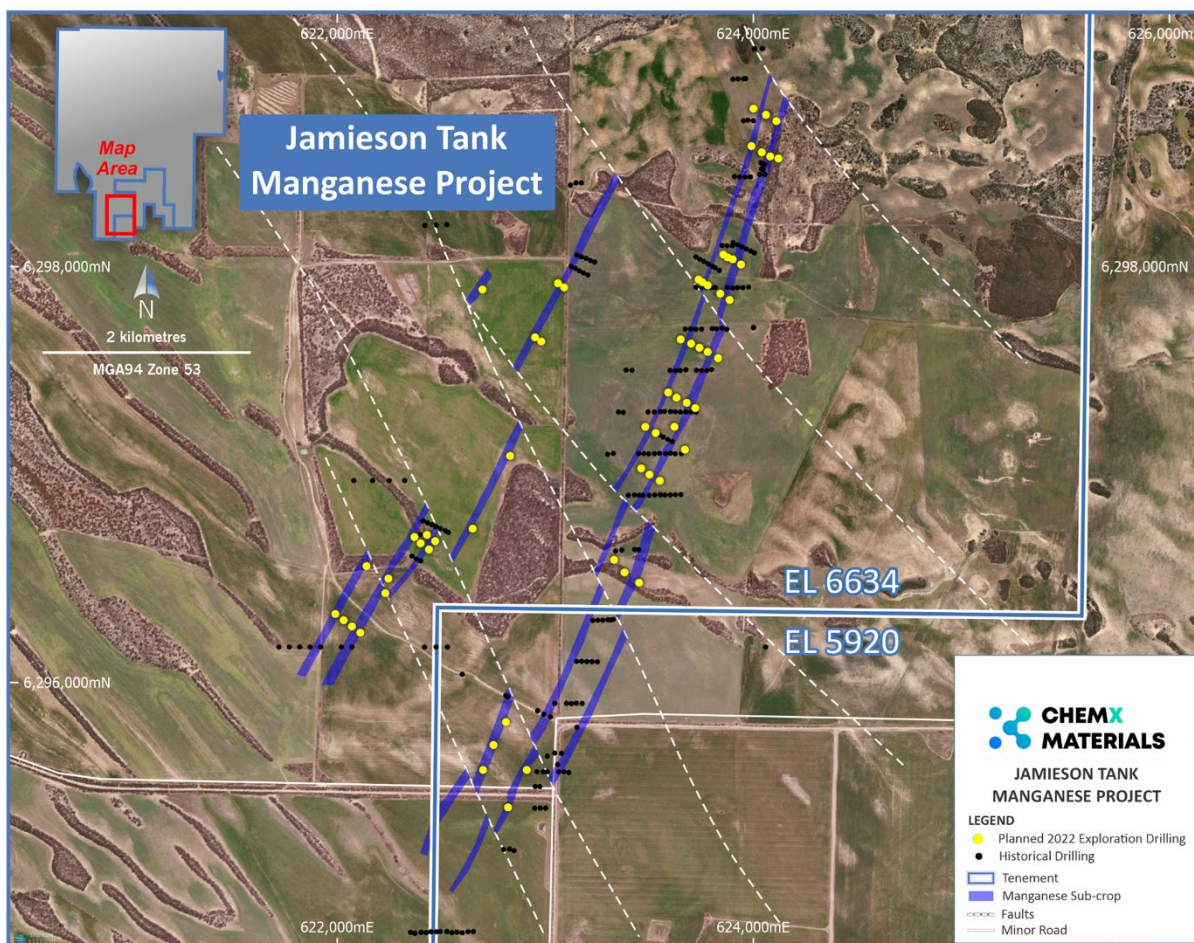 622,000mE
624,000mE
626,000mE
Map
Area
Jamieson Tank
Manganese Project
6,298,000mN
6,298,000mN
N
2 kilometres
MGA94 Zone 53
EL 6634
EL 5920
6,296,000mN
CHEMX
MATERIALS
JAMIESON TANK
MANGANESE PROJECT
LEGEND
Planned 2022 Exploration Drilling
Historical Drilling
Tenement
Manganese Sub-crop
Faults
Minor Road
622,000mE
624,000mE